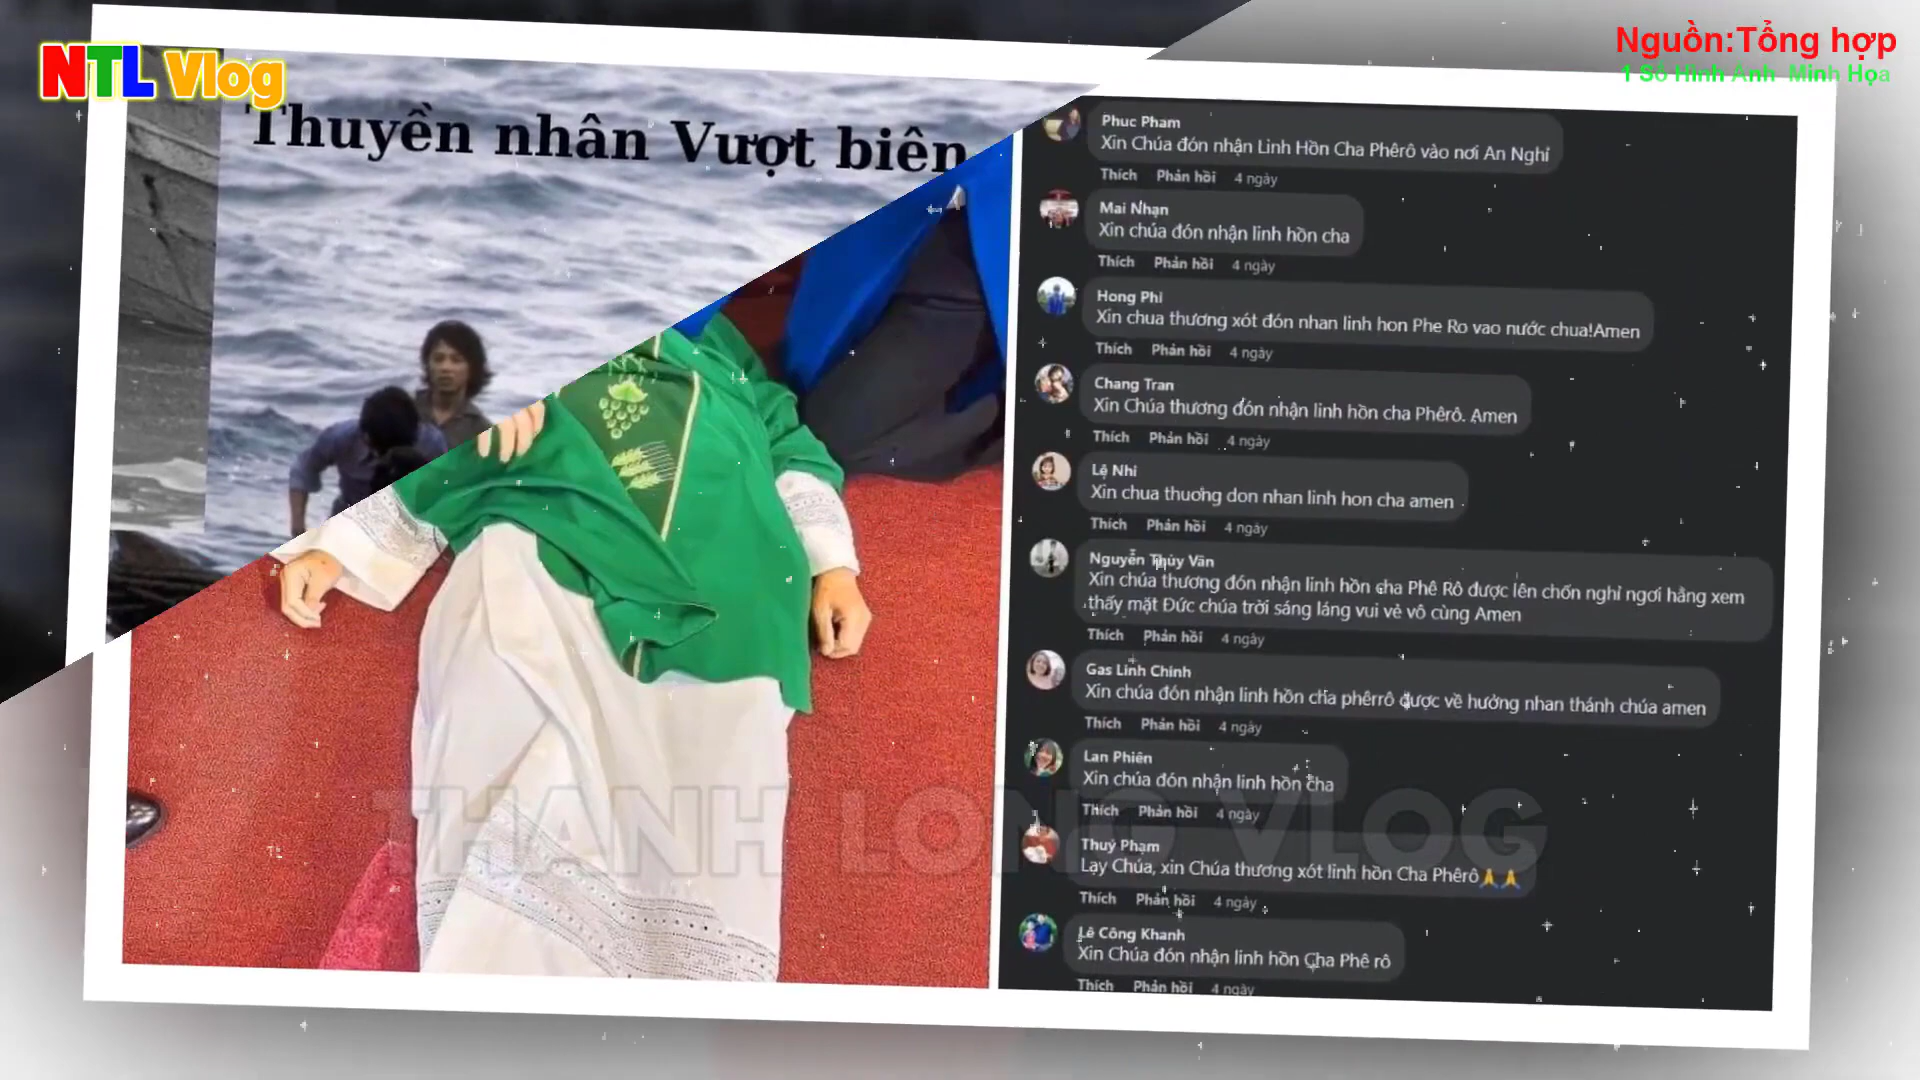 NTL Vlog
Nguồn:Tổng hợp
1 Số Hình Ảnh Minh Họa
Thuyền nhân Vượt biên
Phuc Pham
Xin Chúa đón nhận Linh Hồn Cha Phêrô vào nơi An Nghỉ
Thích Phản hồi 4 ngày
Mai Nhạn
Xin chúa đón nhận linh hồn cha
Thích Phản hồi 4 ngày
Hong Phi
Xin chua thương xót đón nhan linh hon Phe Ro vao nước chua!Amen
Thích Phản hồi 4 ngày
Chang Tran
Xin Chúa thương đón nhận linh hồn cha Phêrô. Amen
Thích Phản hồi 4 ngày
Lệ Nhi
Xin chua thuơng don nhan linh hon cha amen
Thích Phản hồi 4 ngày
Nguyễn Thùy Vân
Xin chúa thương đón nhận linh hồn cha Phê Rô được lên chốn nghỉ ngơi hằng xem
thấy mặt Đức chúa trời sáng láng vui vẻ vô cùng Amen
Thích Phản hồi 4 ngày
Gas Linh Chinh
Xin chúa đón nhận linh hồn cha phêrrô được về hưởng nhan thánh chúa amen
Thích Phản hồi 4 ngày
Lan Phiên
Xin chúa đón nhận linh hồn cha
Thích Phản hồi 4 ngày
THANH LONG VLOG
Thuý Phạm
Lạy Chúa, xin Chúa thương xót linh hồn Cha Phêrô🙏🙏
Thích Phản hồi 4 ngày
Lê Công Khanh
Xin Chúa đón nhận linh hồn Cha Phê rô
Thích Phản hồi 4 ngày